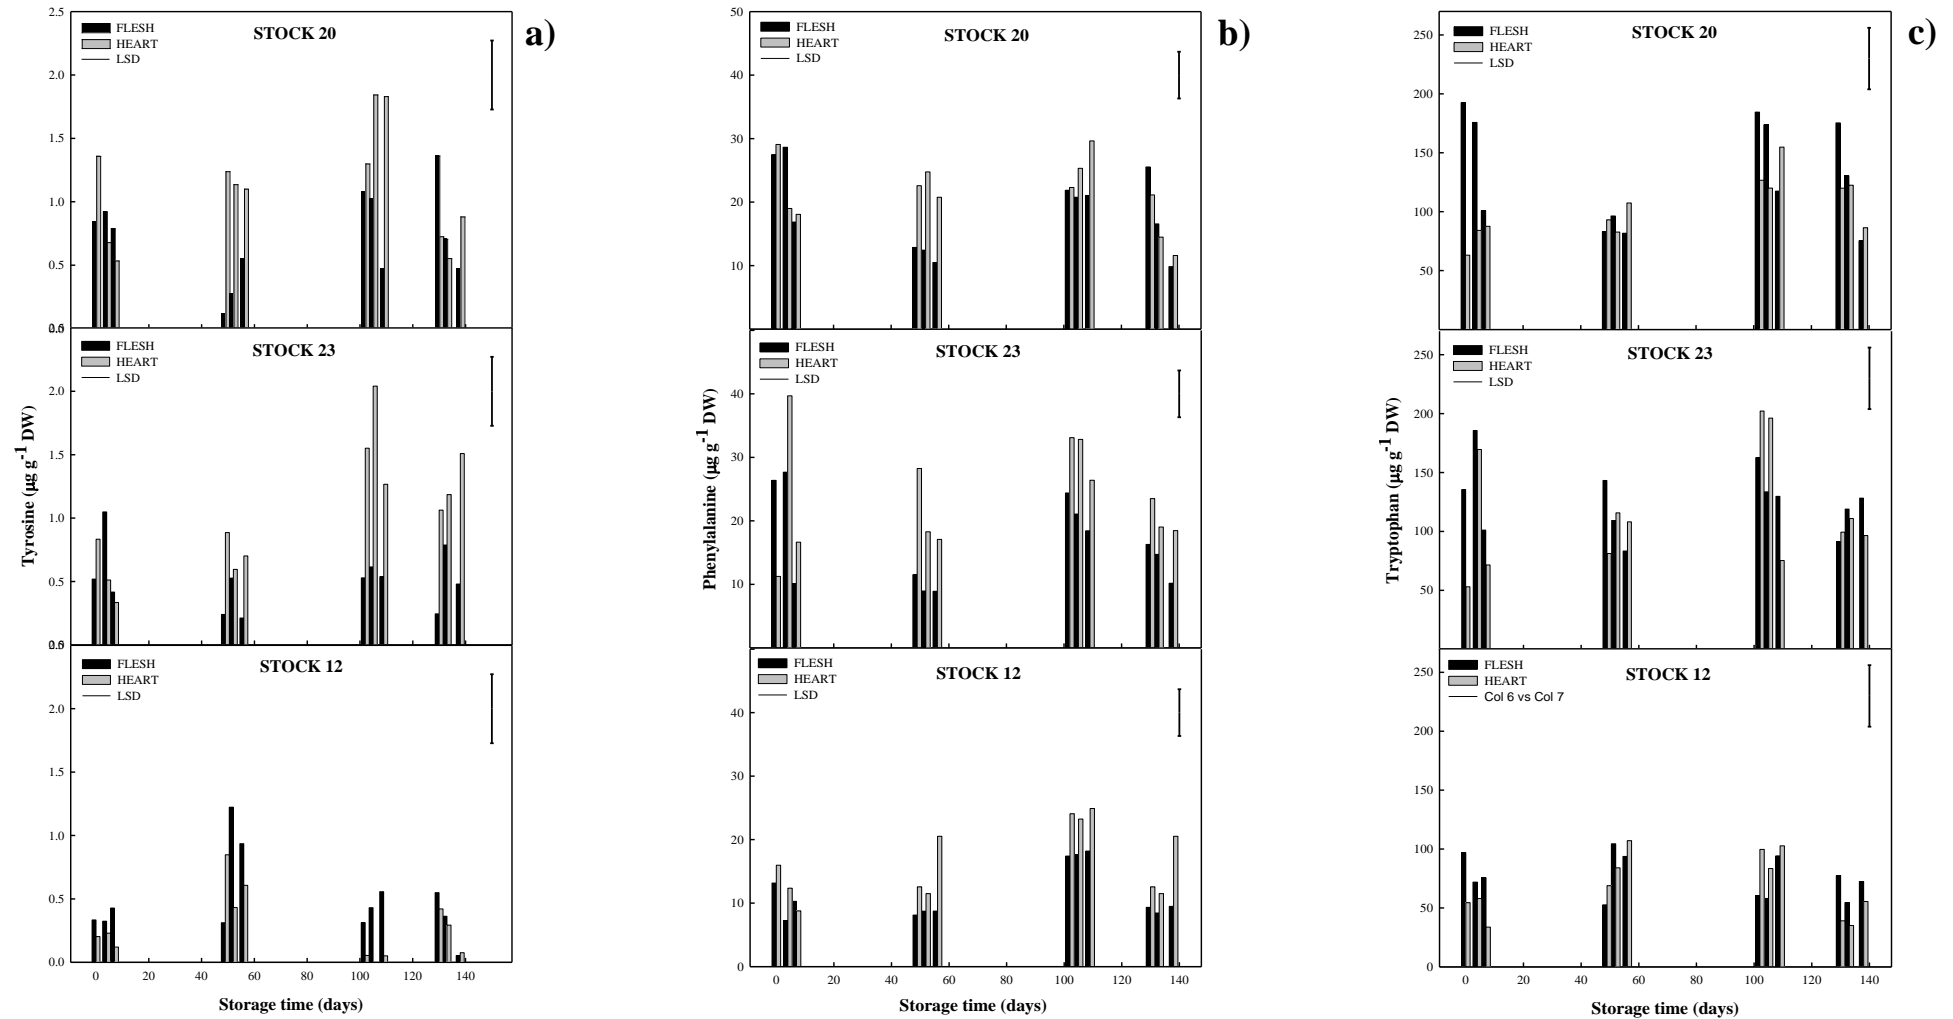 a)
STOCK 20
FLESH
HEART
LSD
2.5
2.0
1.5
1.0
0.5
STOCK 23
FLESH
HEART
LSD
2.0
1.5
1.0
0.5
STOCK 12
FLESH
HEART
LSD
2.0
1.5
1.0
0.5
0.0
0 20 40 60 80 100 120 140
Storage time (days)
Tyrosine (µg g-1 DW)
b)
STOCK 20
FLESH
HEART
LSD
50
40
30
20
10
STOCK 23
FLESH
HEART
LSD
40
30
20
10
STOCK 12
FLESH
HEART
LSD
40
30
20
10
0
0 20 40 60 80 100 120 140
Storage time (days)
Phenylalanine (µg g-1 DW)
c)
STOCK 20
FLESH
HEART
LSD
250
200
150
100
50
STOCK 23
FLESH
HEART
LSD
250
200
150
100
50
STOCK 12
FLESH
HEART
Col 6 vs Col 7
250
200
150
100
50
0
0 20 40 60 80 100 120 140
Storage time (days)
Tryptophan (µg g-1 DW)